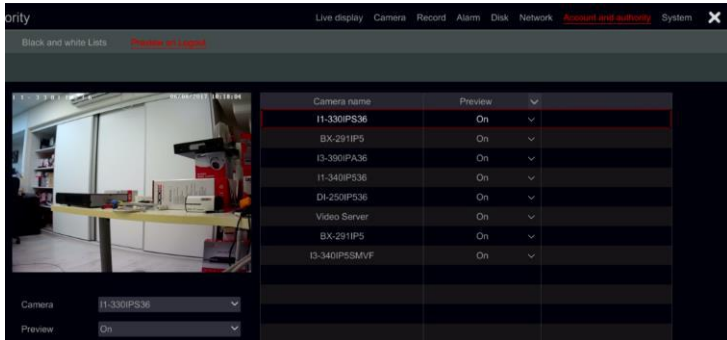 ority
Live display Camera Record Alarm Disk Network Account and authority System
Black and white Lists Preview on Logout
Camera name Preview
I1-330IPS36 On
BX-291IP5 On
I3-390IPA36 On
I1-340IP536 On
DI-250IP536 On
Video Server On
BX-291IP5 On
I3-340IP5SMVF On
Camera I1-330IPS36
Preview On